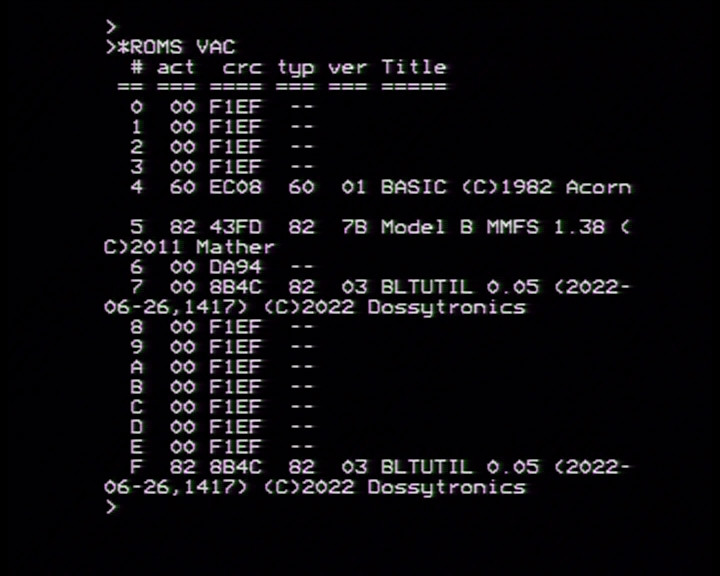 >
>*ROMS VAC
# act crc typ ver Title
== === ==== === === =====
0 00 F1EF --
1 00 F1EF --
2 00 F1EF --
3 00 F1EF --
4 60 EC08 60 01 BASIC (C)1982 Acorn
5 82 43FD 82 7B Model B MMFS 1.38 (
C)2011 Mather
6 00 DA94 --
7 00 8B4C 82 03 BLTUTIL 0.05 (2022-
06-26,1417) (C)2022 Dossytronics
8 00 F1EF --
9 00 F1EF --
A 00 F1EF --
B 00 F1EF --
C 00 F1EF --
D 00 F1EF --
E 00 F1EF --
F 82 8B4C 82 03 BLTUTIL 0.05 (2022-
06-26,1417) (C)2022 Dossytronics
>